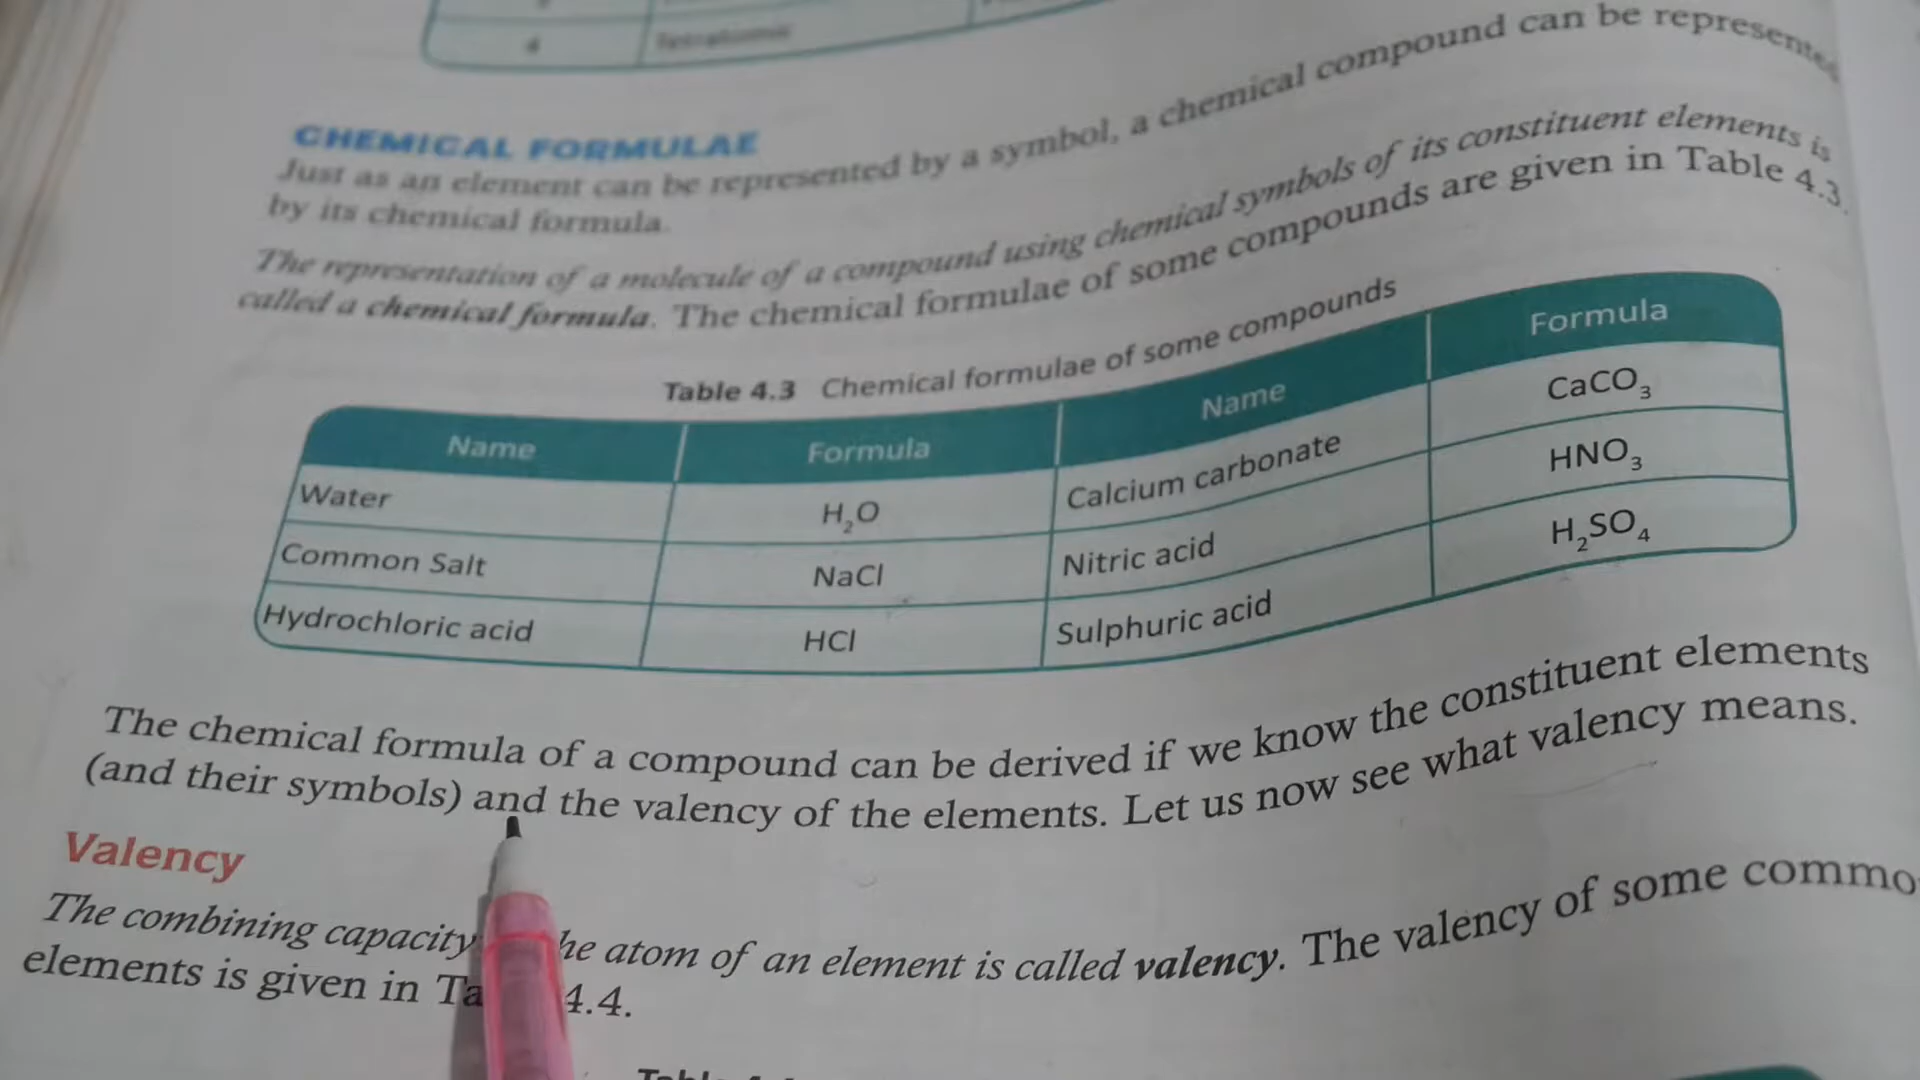 4 Tetratomic
CHEMICAL FORMULAE
Just as an element can be represented by a symbol, a chemical compound can be represented
by its chemical formula.
The representation of a molecule of a compound using chemical symbols of its constituent elements is
called a chemical formula. The chemical formulae of some compounds are given in Table 4.3.
Table 4.3 Chemical formulae of some compounds
Name Formula Name Formula
Water H₂O Calcium carbonate CaCO₃
Common Salt NaCl Nitric acid HNO₃
Hydrochloric acid HCl Sulphuric acid H₂SO₄
The chemical formula of a compound can be derived if we know the constituent elements
(and their symbols) and the valency of the elements. Let us now see what valency means.
Valency
The combining capacity he atom of an element is called valency. The valency of some commo
elements is given in Ta 4.4.